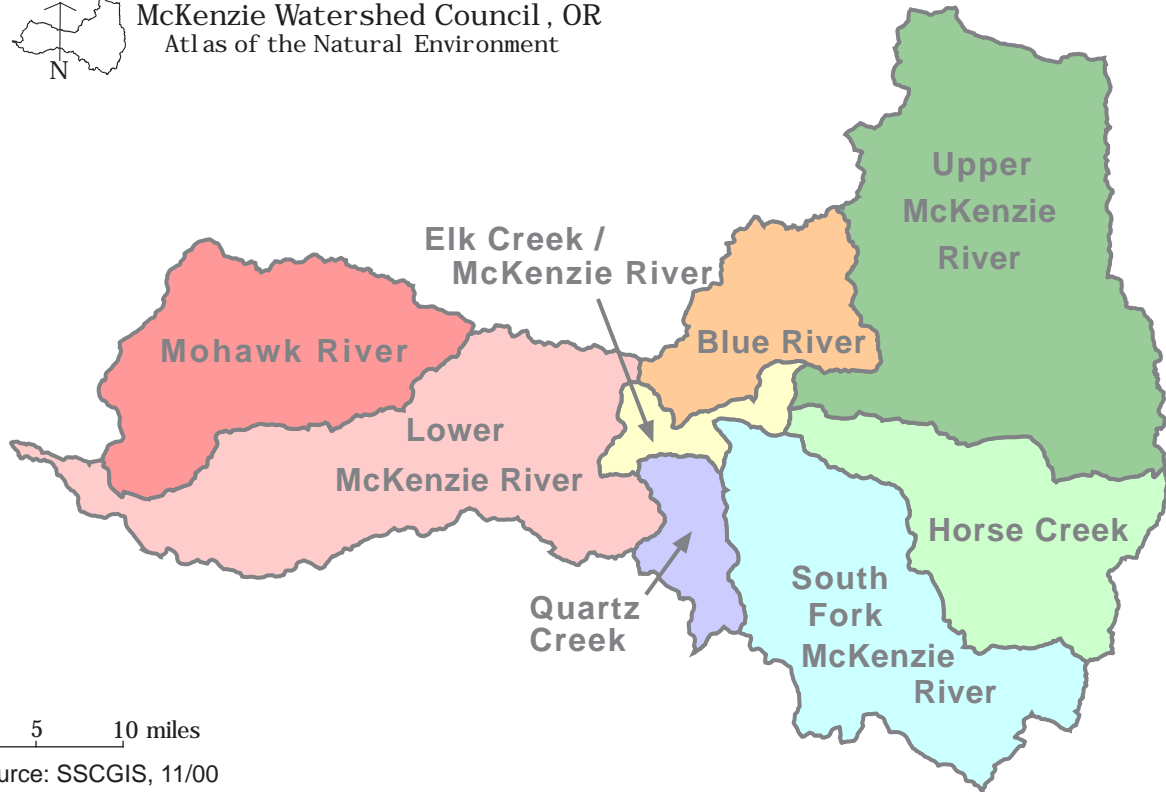 McKenzie Watershed Council, OR
Atlas of the Natural Environment
N
Upper
McKenzie
River
Elk Creek /
McKenzie River
Blue River
Mohawk River
Lower
McKenzie River
Horse Creek
South
Fork
McKenzie
River
Quartz
Creek
5 10 miles
urce: SSCGIS, 11/00